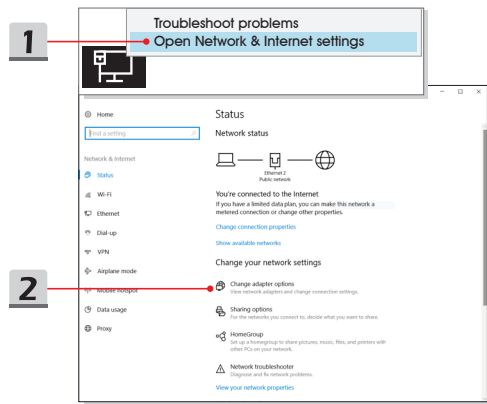 Troubleshoot problems
1
Open Network & Internet settings
Home
Find a setting
Network & Internet
Status
Wi-Fi
Ethernet
Dial-up
VPN
Airplane mode
2
Mobile hotspot
Data usage
Proxy
Status
Network status
Ethernet 2
Public network
You're connected to the Internet
If you have a limited data plan, you can make this network a
metered connection or change other properties.
Change connection properties
Show available networks
Change your network settings
Change adapter options
View network adapters and change connection settings.
Sharing options
For the networks you connect to, decide what you want to share.
HomeGroup
Set up a homegroup to share pictures, music, files, and printers with
other PCs on your network.
Network troubleshooter
Diagnose and fix network problems.
View your network properties